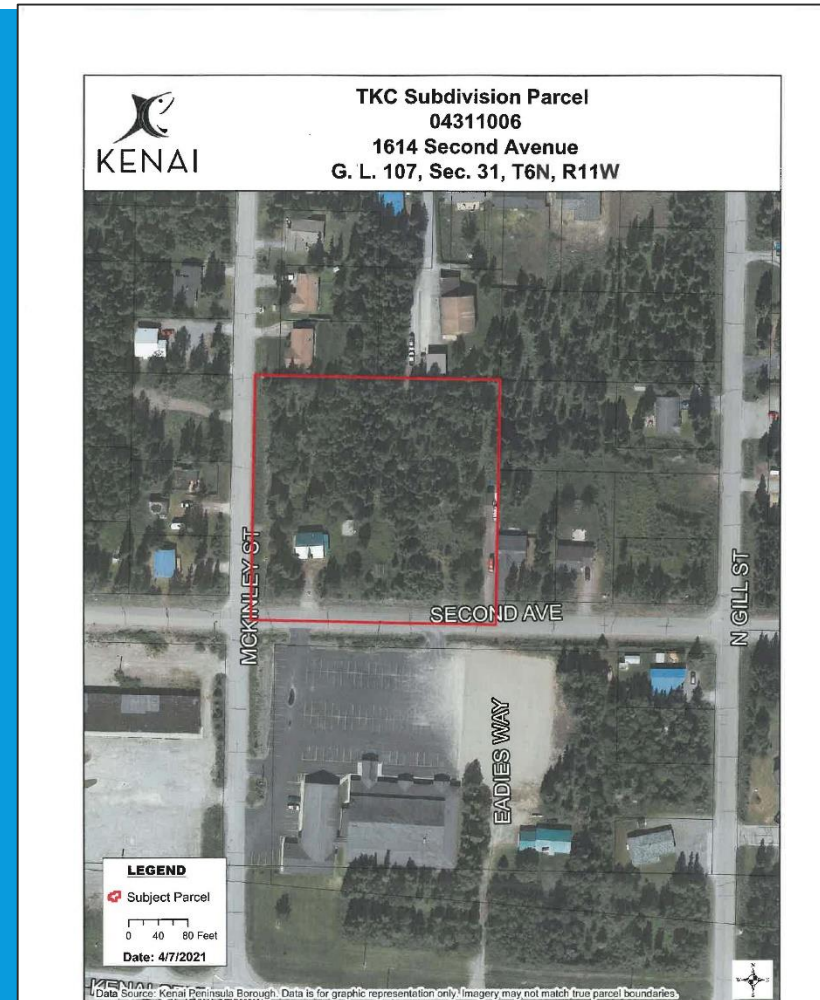 KENAI
TKC Subdivision Parcel
04311006
1614 Second Avenue
G. L. 107, Sec. 31, T6N, R11W
MCKINLEY ST
SECOND AVE
N GILL ST
EADIES WAY
LEGEND
Subject Parcel
0 40 80 Feet
Date: 4/7/2021
KENAI
Data Source: Kenai Peninsula Borough. Data is for graphic representation only. Imagery may not match true parcel boundaries.
N